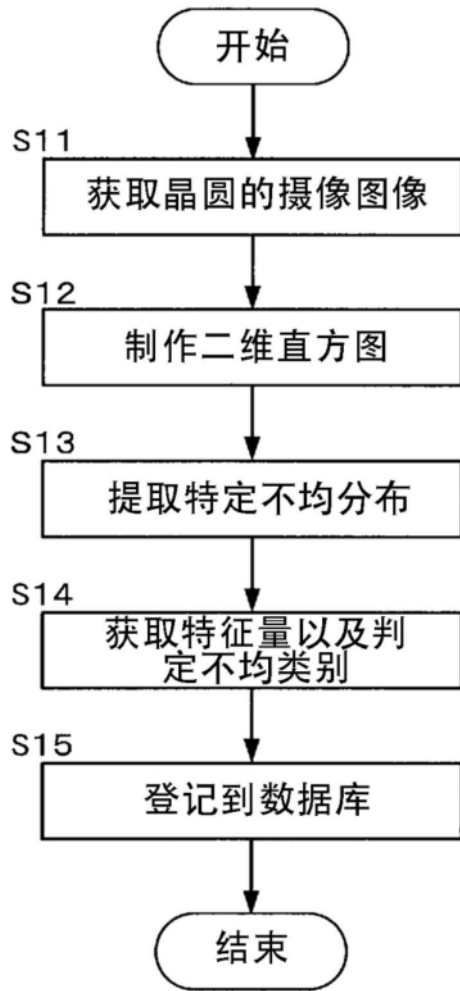 开始
S11
获取晶圆的摄像图像
S12
制作二维直方图
S13
提取特定不均分布
S14
获取特征量以及判
定不均类别
S15
登记到数据库
结束